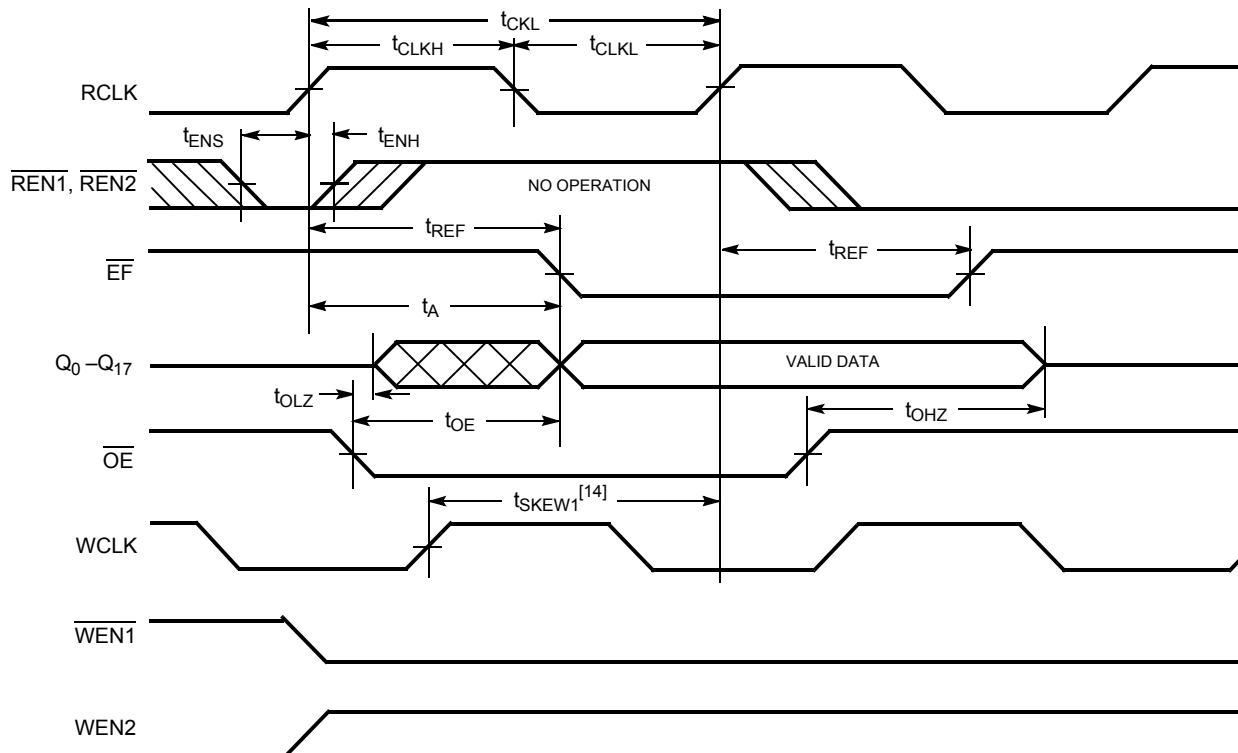 tCKL
tCLKH
tCLKL
RCLK
tENS
tENH
REN1, REN2
NO OPERATION
tREF
EF
tREF
tA
Q0 –Q17
VALID DATA
tOLZ
tOE
tOHZ
OE
tSKEW1[14]
WCLK
WEN1
WEN2